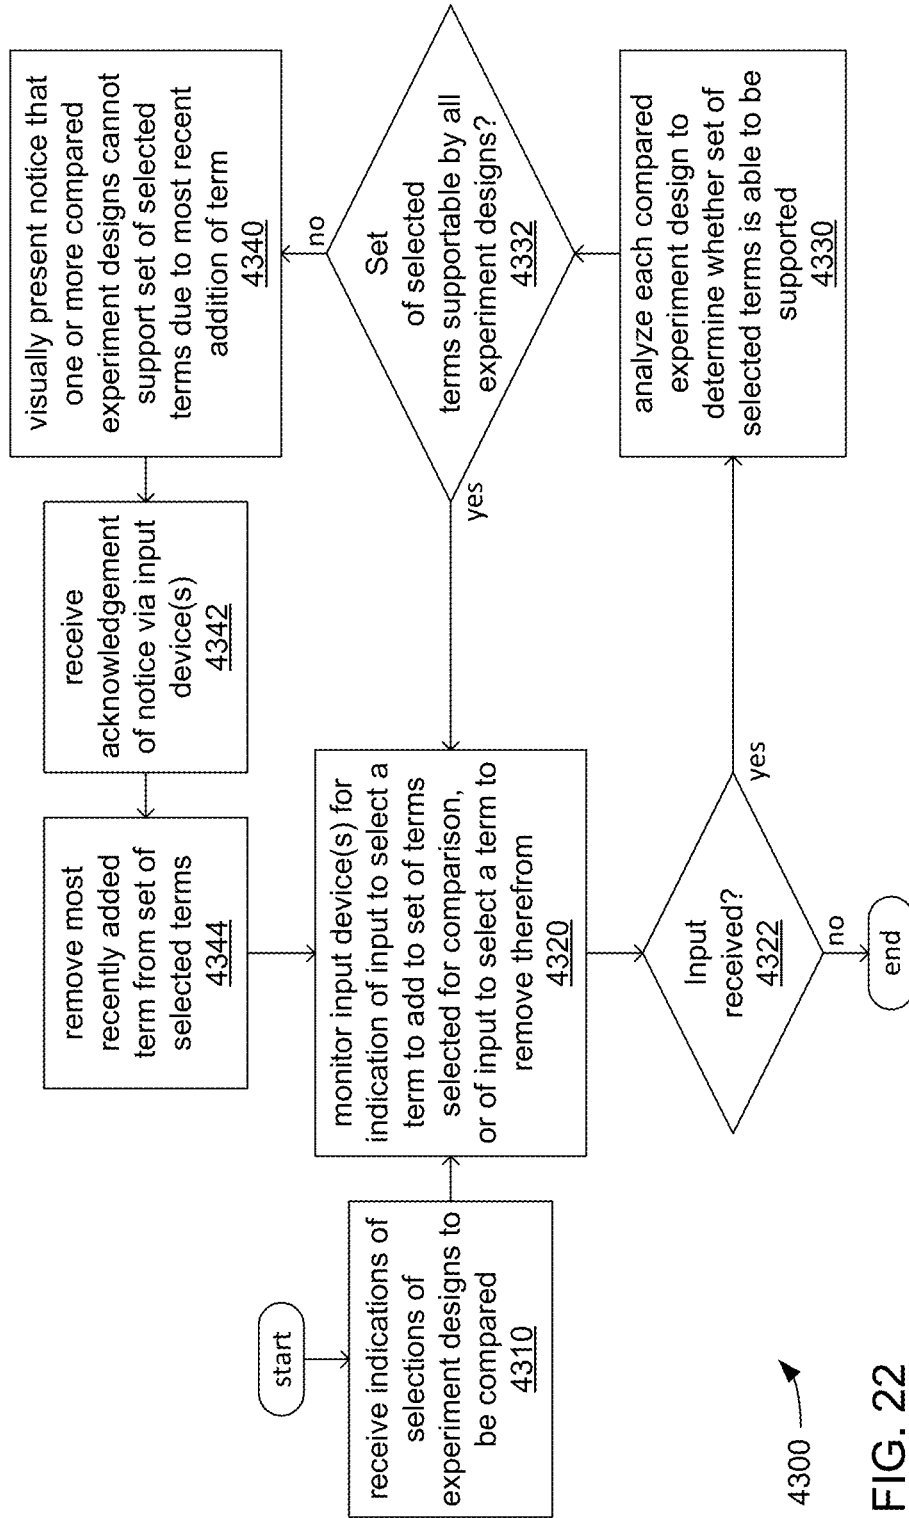 start
receive indications of
selections of
experiment designs to
be compared
4310
monitor input device(s) for
indication of input to select a
term to add to set of terms
selected for comparison,
or of input to select a term to
remove therefrom
4320
Input
received?
4322
no
end
yes
analyze each compared
experiment design to
determine whether set of
selected terms is able to be
supported
4330
Set
of selected
terms supportable by all
experiment designs?
4332
yes
no
visually present notice that
one or more compared
experiment designs cannot
support set of selected
terms due to most recent
addition of term
4340
receive
acknowledgement
of notice via input
device(s)
4342
remove most
recently added
term from set of
selected terms
4344
4300
FIG. 22